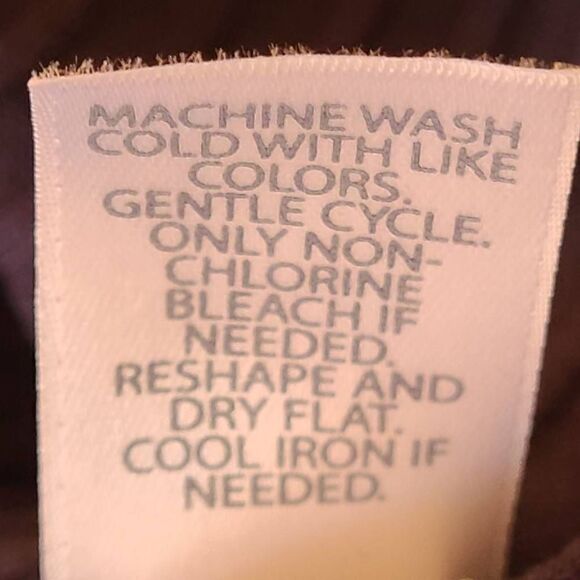 MACHINE WASH
COLD WITH LIKE
COLORS.
GENTLE CYCLE.
ONLY NON-
CHLORINE
BLEACH IF
NEEDED.
RESHAPE AND
DRY FLAT.
COOL IRON IF
NEEDED.